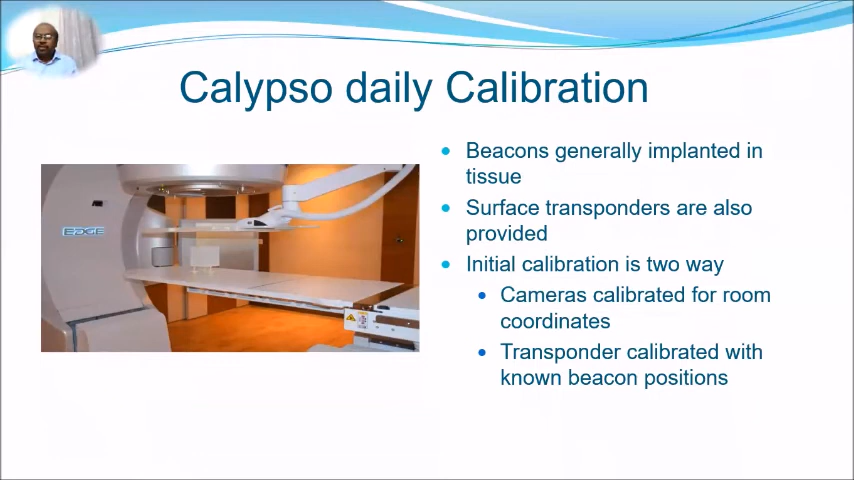 Calypso daily Calibration
EDGE
Beacons generally implanted in
tissue
Surface transponders are also
provided
Initial calibration is two way
Cameras calibrated for room
coordinates
Transponder calibrated with
known beacon positions